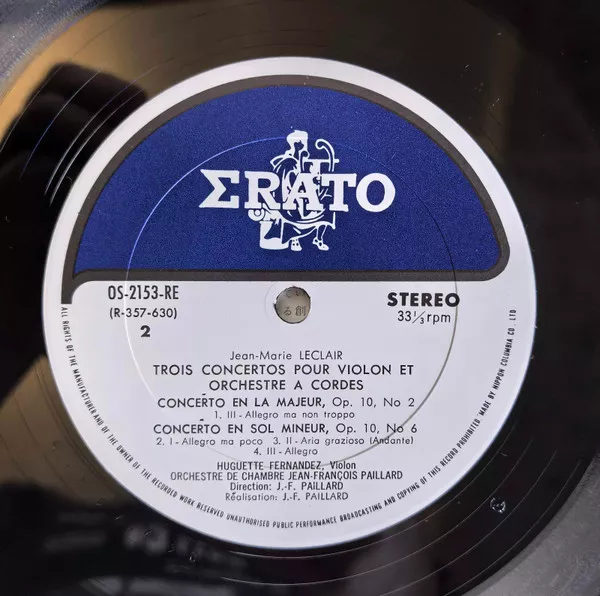 ΣRATO
OS-2153-RE
(R-357-630)
2
STEREO
33⅓rpm
Jean-Marie LECLAIR
TROIS CONCERTOS POUR VIOLON ET
ORCHESTRE A CORDES
CONCERTO EN LA MAJEUR, Op. 10, No 2
1. III-Allegro ma non troppo
CONCERTO EN SOL MINEUR, Op. 10, No 6
2. I-Allegro ma poco 3. II-Aria grazioso (Andante)
4. III-Allegro
HUGUETTE FERNANDEZ, Violon
ORCHESTRE DE CHAMBRE JEAN-FRANÇOIS PAILLARD
Direction: J.-F. PAILLARD
Réalisation: J.-F. PAILLARD
ALL RIGHTS OF THE MANUFACTURER AND OF THE OWNER OF THE RECORDED WORK RESERVED UNAUTHORISED PUBLIC PERFORMANCE BROADCASTING AND COPYING OF THIS RECORD PROHIBITED. MADE BY NIPPON COLUMBIA CO., LTD